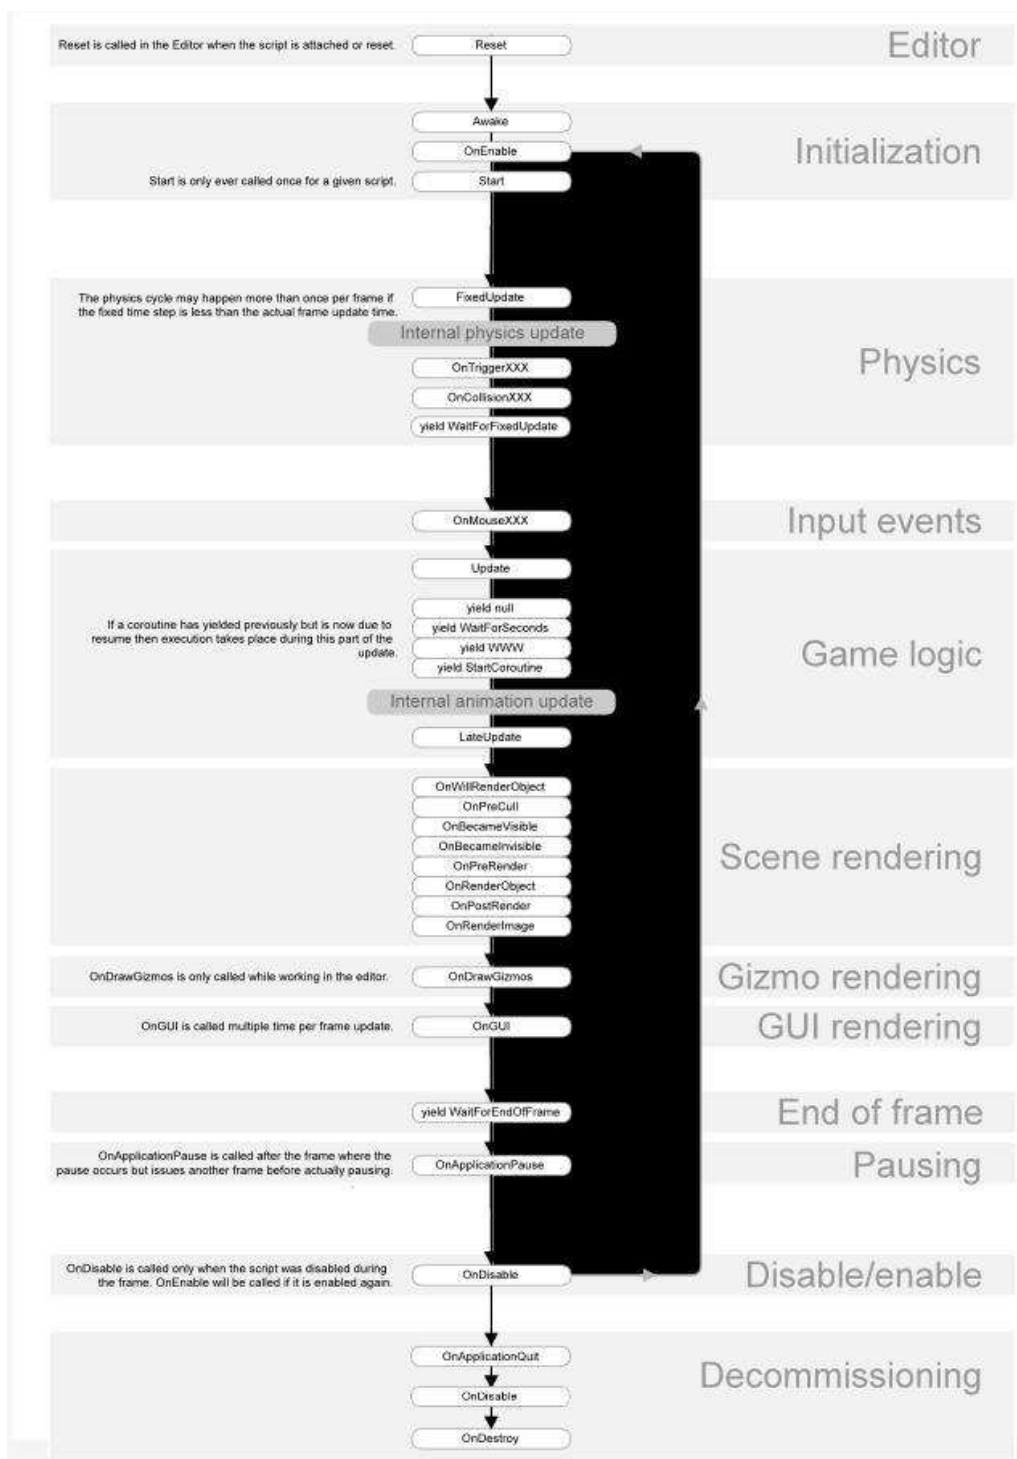 Reset is called in the Editor when the script is attached or reset.
Reset
Editor
Awake
OnEnable
Initialization
Start is only ever called once for a given script.
Start
The physics cycle may happen more than once per frame if
the fixed time step is less than the actual frame update time.
FixedUpdate
Internal physics update
Physics
OnTriggerXXX
OnCollisionXXX
yield WaitForFixedUpdate
OnMouseXXX
Input events
Update
yield null
If a coroutine has yielded previously but is now due to
resume then execution takes place during this part of the
update.
yield WaitForSeconds
yield WWW
yield StartCoroutine
Game logic
Internal animation update
LateUpdate
OnWillRenderObject
OnPreCull
OnBecameVisible
OnBecameInvisible
OnPreRender
OnRenderObject
OnPostRender
OnRenderImage
Scene rendering
OnDrawGizmos is only called while working in the editor.
OnDrawGizmos
Gizmo rendering
OnGUI is called multiple time per frame update.
OnGUI
GUI rendering
yield WaitForEndOfFrame
End of frame
OnApplicationPause is called after the frame where the
pause occurs but issues another frame before actually pausing.
OnApplicationPause
Pausing
OnDisable is called only when the script was disabled during
the frame. OnEnable will be called if it is enabled again.
OnDisable
Disable/enable
OnApplicationQuit
Decommissioning
OnDisable
OnDestroy